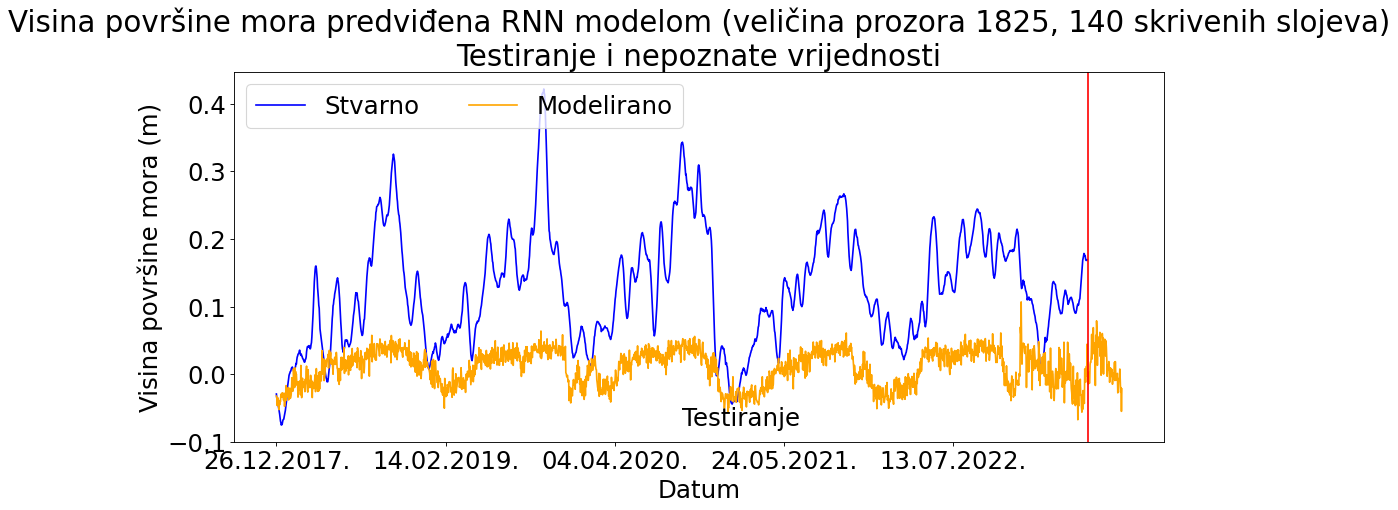 Visina površine mora predviđena RNN modelom (veličina prozora 1825, 140 skrivenih slojeva)
Testiranje i nepoznate vrijednosti
Stvarno
Modelirano
Visina površine mora (m)
0.4
0.3
0.2
0.1
0.0
−0.1
Testiranje
26.12.2017.
14.02.2019.
04.04.2020.
24.05.2021.
13.07.2022.
Datum